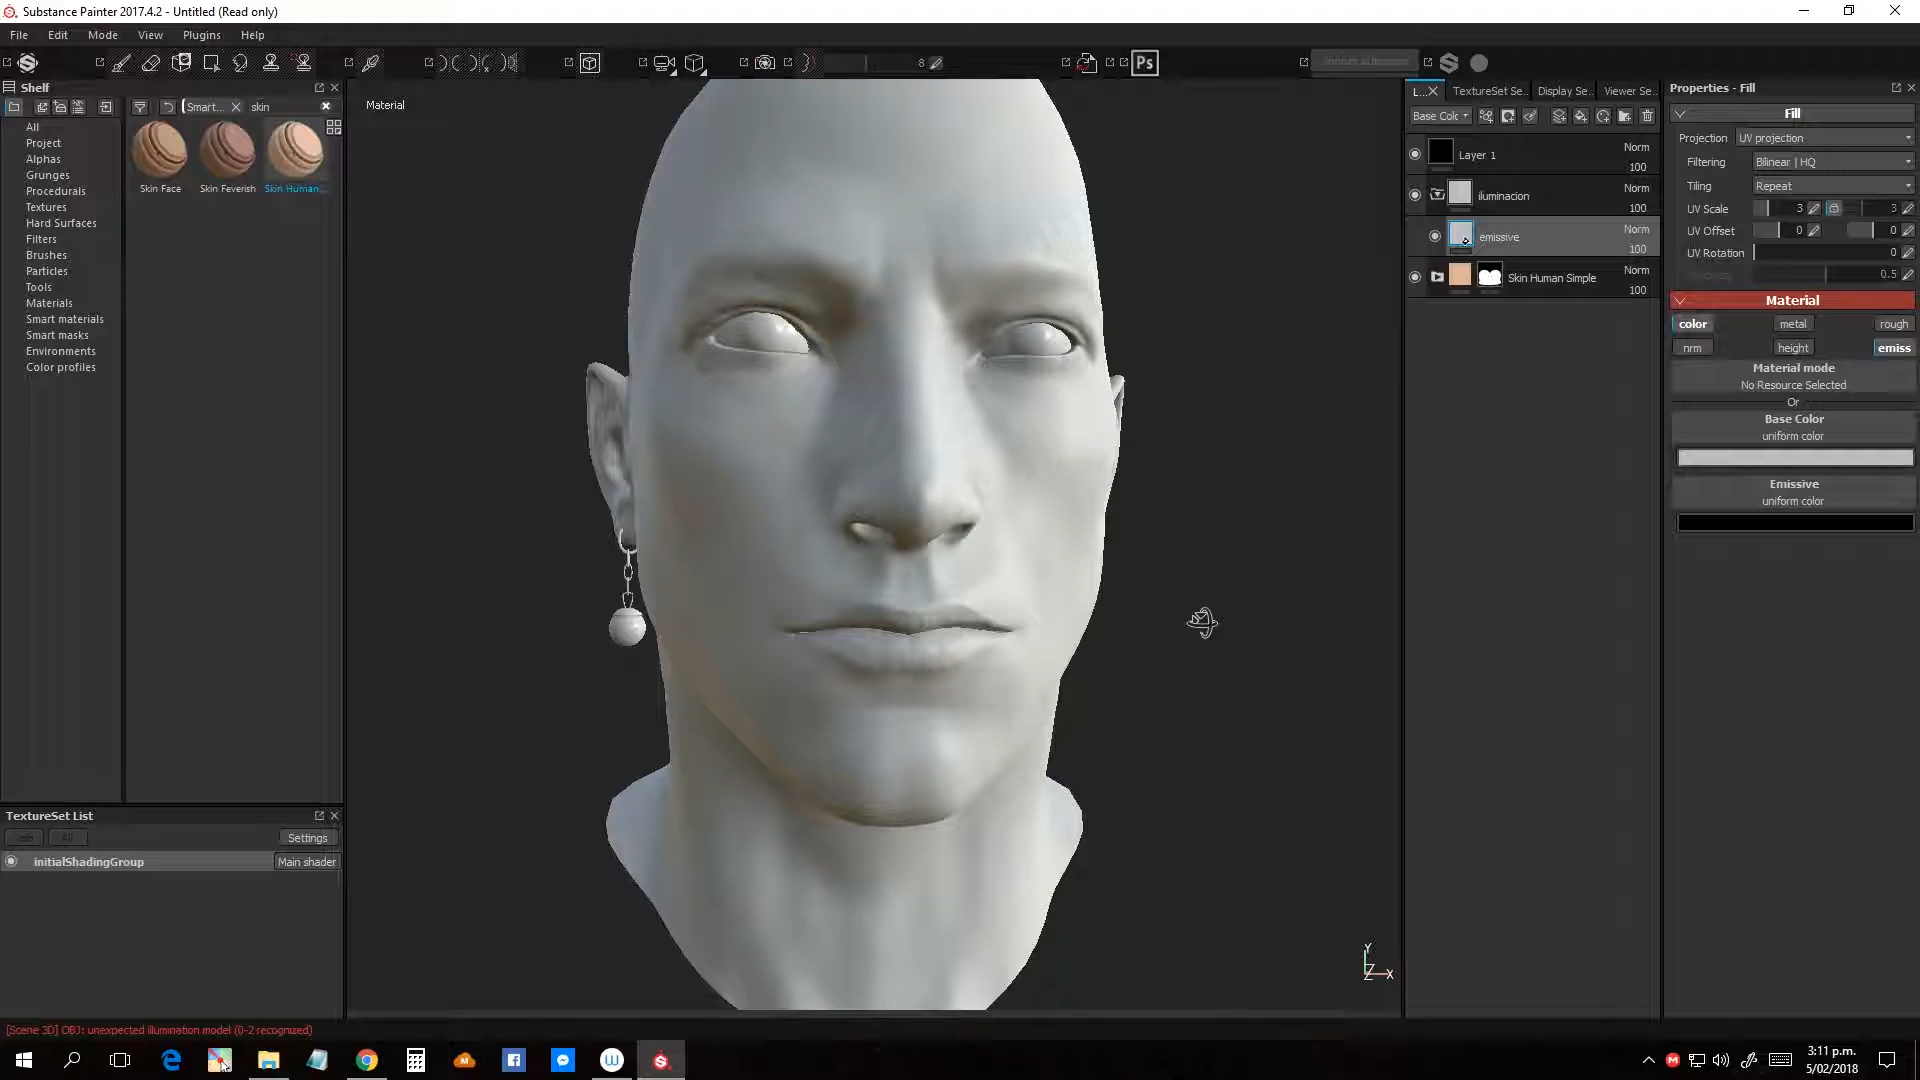 Substance Painter 2017.4.2 - Untitled (Read only)
File Edit Mode View Plugins Help
8
Ps
Shelf
Smart... skin
All
Project
Alphas
Grunges
Procedurals
Textures
Hard Surfaces
Filters
Brushes
Particles
Tools
Materials
Smart materials
Smart masks
Environments
Color profiles
Skin Face Skin Feverish Skin Human...
Material
Y
Z X
TextureSet List
Settings
initialShadingGroup Main shader
[Scene 3D] OBJ: unexpected illumination model (0-2 recognized)
L... TextureSet Se... Display Se... Viewer Se...
Base Colc
Layer 1 Norm
100
iluminacion Norm
100
emissive Norm
100
Skin Human Simple Norm
100
Properties - Fill
Fill
Projection UV projection
Filtering Bilinear | HQ
Tiling Repeat
UV Scale 3 3
UV Offset 0 0
UV Rotation 0
0.5
Material
color metal rough
nrm height emiss
Material mode
No Resource Selected
Or
Base Color
uniform color
Emissive
uniform color
3:11 p.m.
5/02/2018